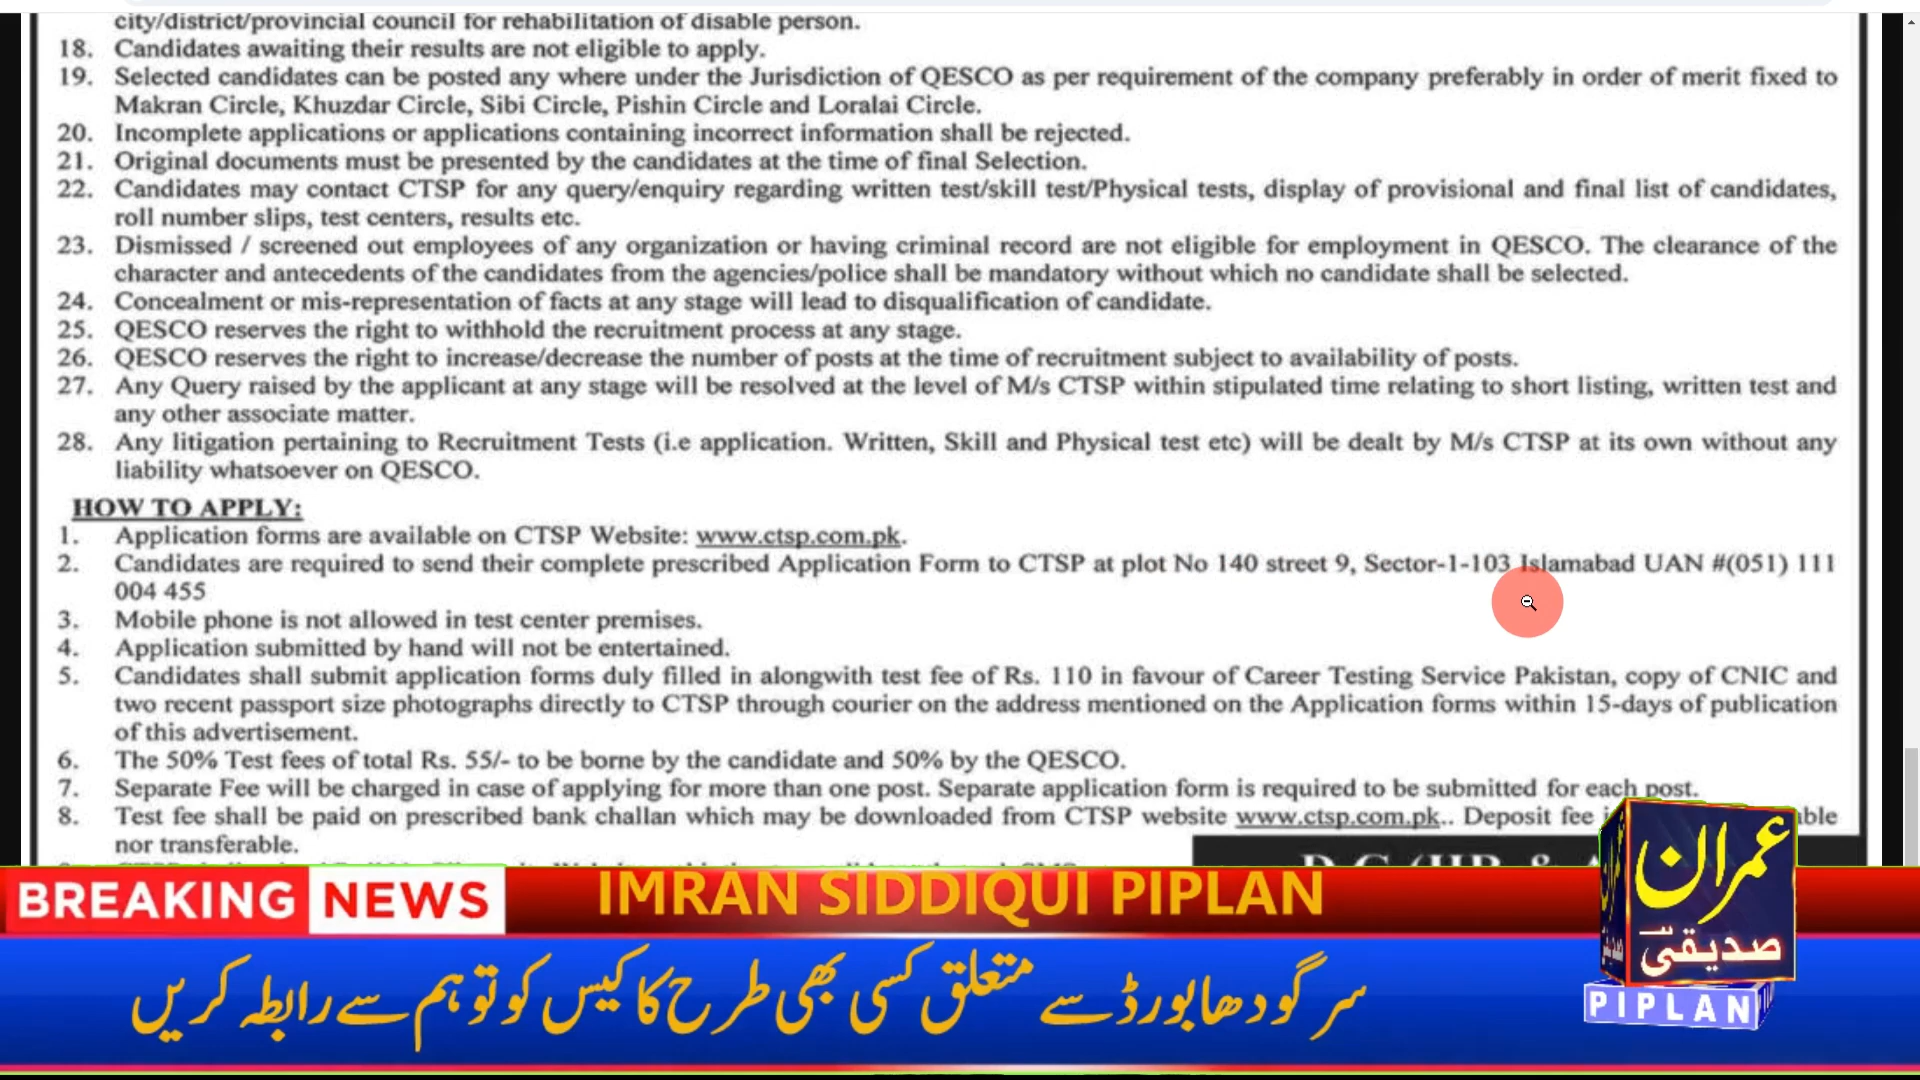 city/district/provincial council for rehabilitation of disable person.
18. Candidates awaiting their results are not eligible to apply.
19. Selected candidates can be posted any where under the Jurisdiction of QESCO as per requirement of the company preferably in order of merit fixed to
Makran Circle, Khuzdar Circle, Sibi Circle, Pishin Circle and Loralai Circle.
20. Incomplete applications or applications containing incorrect information shall be rejected.
21. Original documents must be presented by the candidates at the time of final Selection.
22. Candidates may contact CTSP for any query/enquiry regarding written test/skill test/Physical tests, display of provisional and final list of candidates,
roll number slips, test centers, results etc.
23. Dismissed / screened out employees of any organization or having criminal record are not eligible for employment in QESCO. The clearance of the
character and antecedents of the candidates from the agencies/police shall be mandatory without which no candidate shall be selected.
24. Concealment or mis-representation of facts at any stage will lead to disqualification of candidate.
25. QESCO reserves the right to withhold the recruitment process at any stage.
26. QESCO reserves the right to increase/decrease the number of posts at the time of recruitment subject to availability of posts.
27. Any Query raised by the applicant at any stage will be resolved at the level of M/s CTSP within stipulated time relating to short listing, written test and
any other associate matter.
28. Any litigation pertaining to Recruitment Tests (i.e application. Written, Skill and Physical test etc) will be dealt by M/s CTSP at its own without any
liability whatsoever on QESCO.
HOW TO APPLY:
1. Application forms are available on CTSP Website: www.ctsp.com.pk.
2. Candidates are required to send their complete prescribed Application Form to CTSP at plot No 140 street 9, Sector-1-103 Islamabad UAN #(051) 111
004 455
3. Mobile phone is not allowed in test center premises.
4. Application submitted by hand will not be entertained.
5. Candidates shall submit application forms duly filled in alongwith test fee of Rs. 110 in favour of Career Testing Service Pakistan, copy of CNIC and
two recent passport size photographs directly to CTSP through courier on the address mentioned on the Application forms within 15-days of publication
of this advertisement.
6. The 50% Test fees of total Rs. 55/- to be borne by the candidate and 50% by the QESCO.
7. Separate Fee will be charged in case of applying for more than one post. Separate application form is required to be submitted for each post.
8. Test fee shall be paid on prescribed bank challan which may be downloaded from CTSP website www.ctsp.com.pk.. Deposit fee
nor transferable.
BREAKING NEWS
IMRAN SIDDIQUI PIPLAN
سرگودھا بورڈ سے متعلق کسی بھی طرح کا کیس کو تو ہم سے رابطہ کریں
عمران
صدیقی
PIPLAN